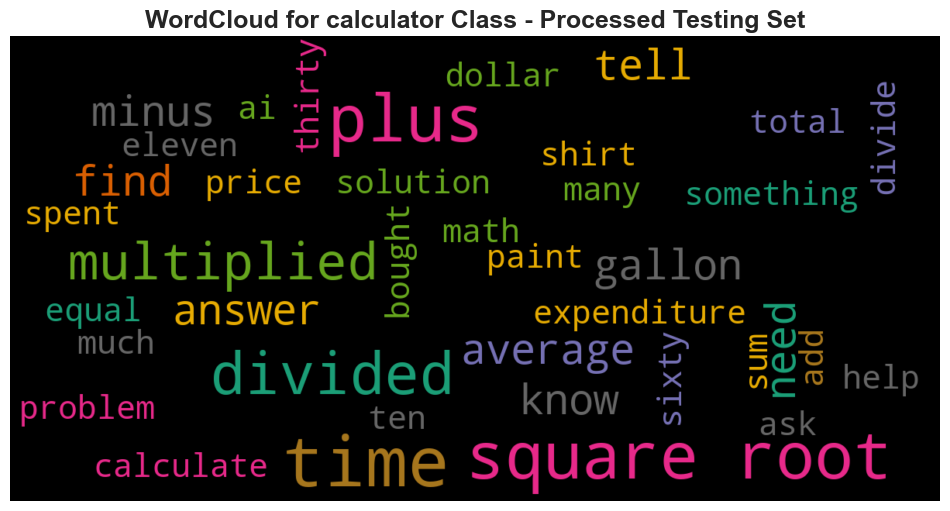 WordCloud for calculator Class - Processed Testing Set
dollar
tell
thirty
minus
ai
plus
total
divide
eleven
shirt
find
price
solution
many
something
spent
bought
math
multiplied
paint
gallon
equal
answer
expenditure
need
much
average
sixty
sum
add
divided
know
help
problem
ten
ask
calculate
time
square root